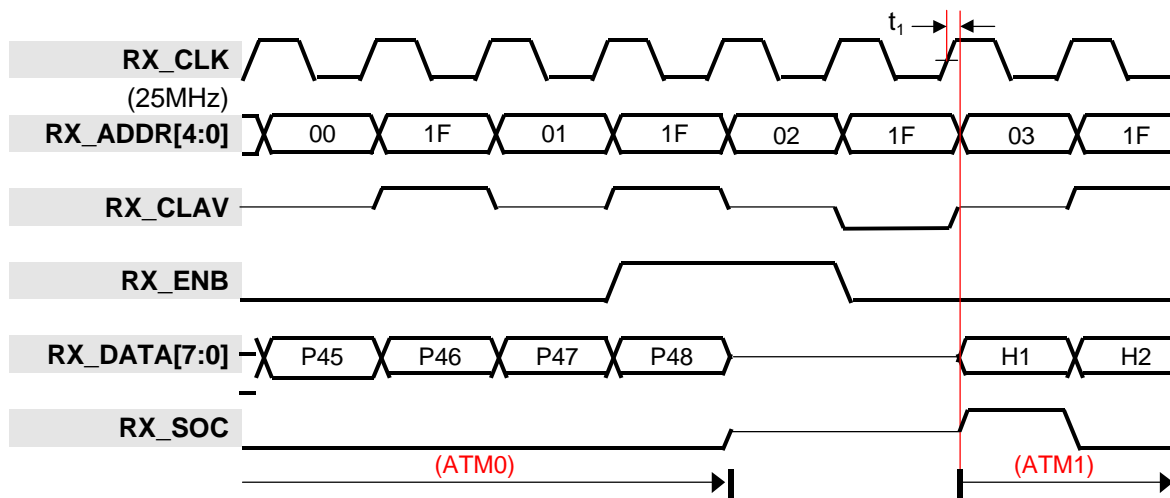 t1
RX_CLK
(25MHz)
RX_ADDR[4:0] 00 1F 01 1F 02 1F 03 1F
RX_CLAV
RX_ENB
RX_DATA[7:0] P45 P46 P47 P48 H1 H2
RX_SOC
(ATM0) (ATM1)